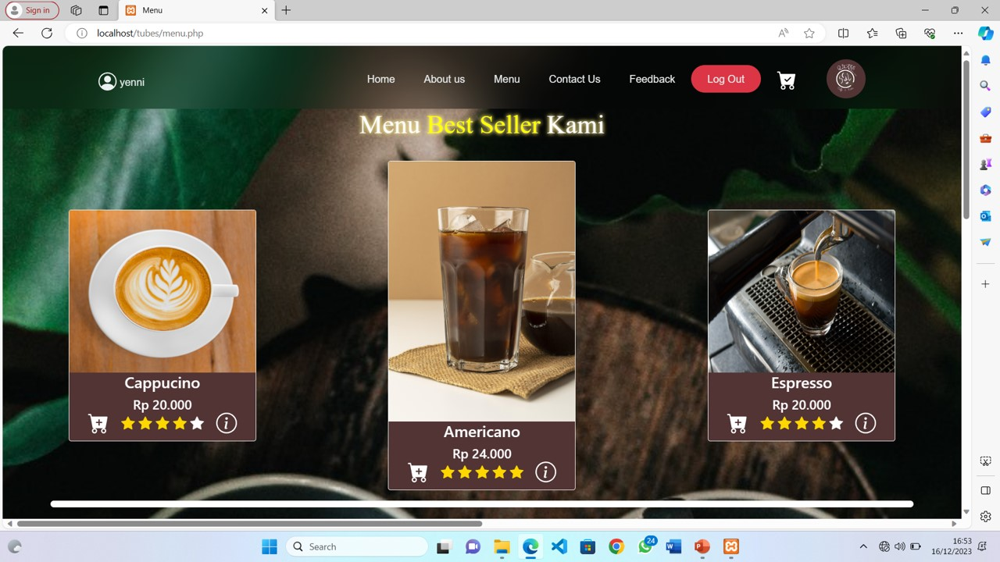 Sign in
Menu
localhost/tubes/menu.php
yenni
Home
About us
Menu
Contact Us
Feedback
Log Out
Menu Best Seller Kami
Cappucino
Rp 20.000
Americano
Rp 24.000
Espresso
Rp 20.000
Search
24
16:53
16/12/2023